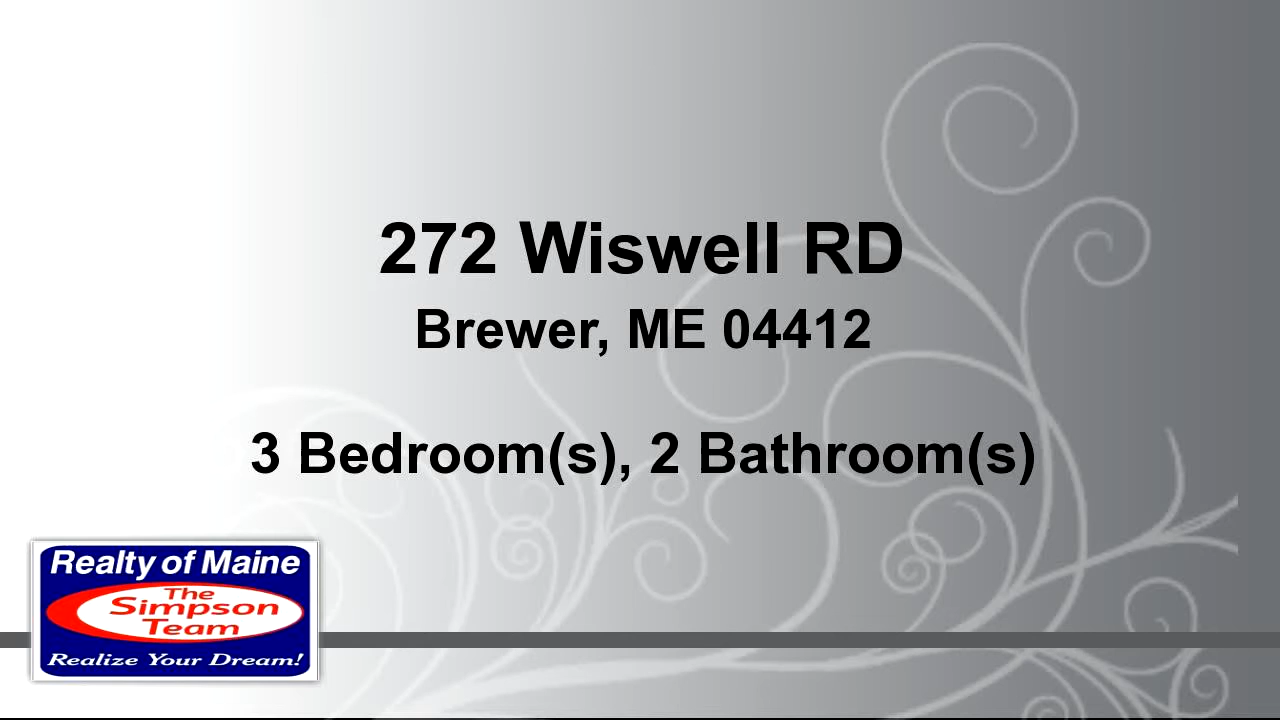 272 Wiswell RD
Brewer, ME 04412
3 Bedroom(s), 2 Bathroom(s)
Realty of Maine
The
Simpson
Team
Realize Your Dream!